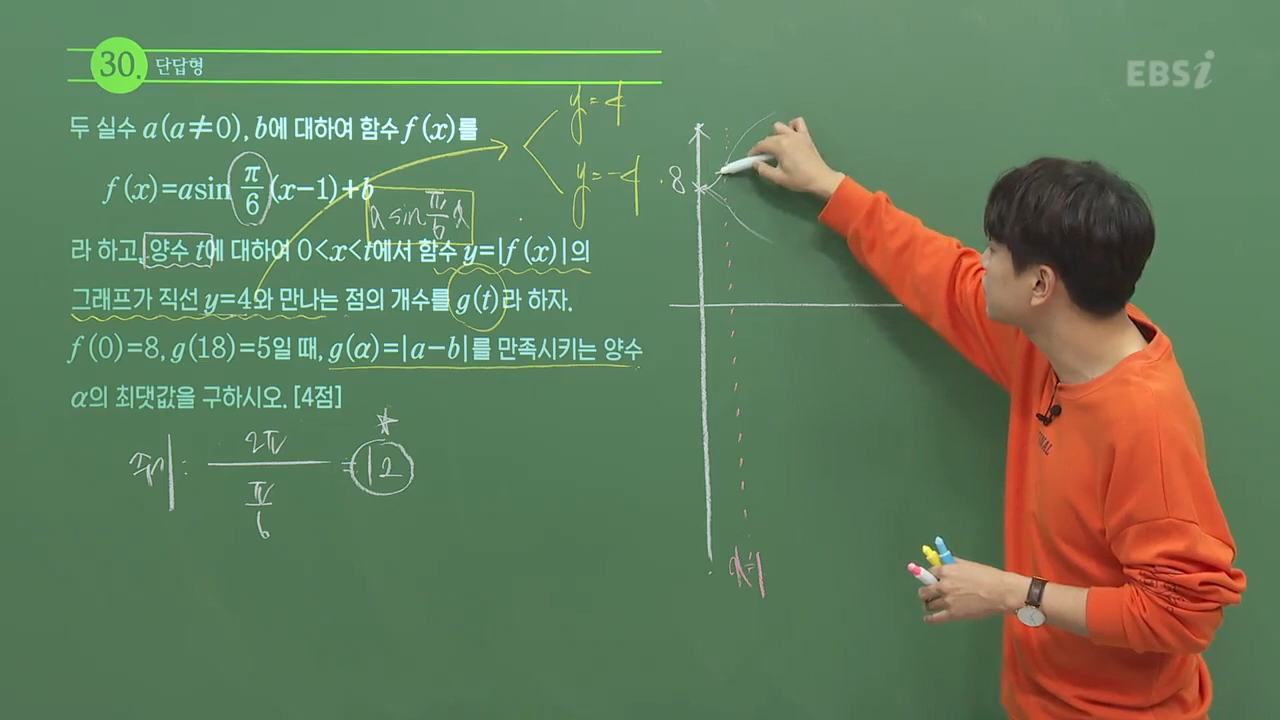 30. 단답형
EBSi
두 실수 a(a≠0), b에 대하여 함수 f(x)를
f(x)=asin π/6 (x-1)+b
a sin π/6 x
y=4
y=-4
라 하고, 양수 t에 대하여 0<x<t에서 함수 y=|f(x)|의
그래프가 직선 y=4와 만나는 점의 개수를 g(t)라 하자.
f(0)=8, g(18)=5일 때, g(α)=|a-b|를 만족시키는 양수
α의 최댓값을 구하시오. [4점]
주기: 2π / π/6 = 12
8
x=1